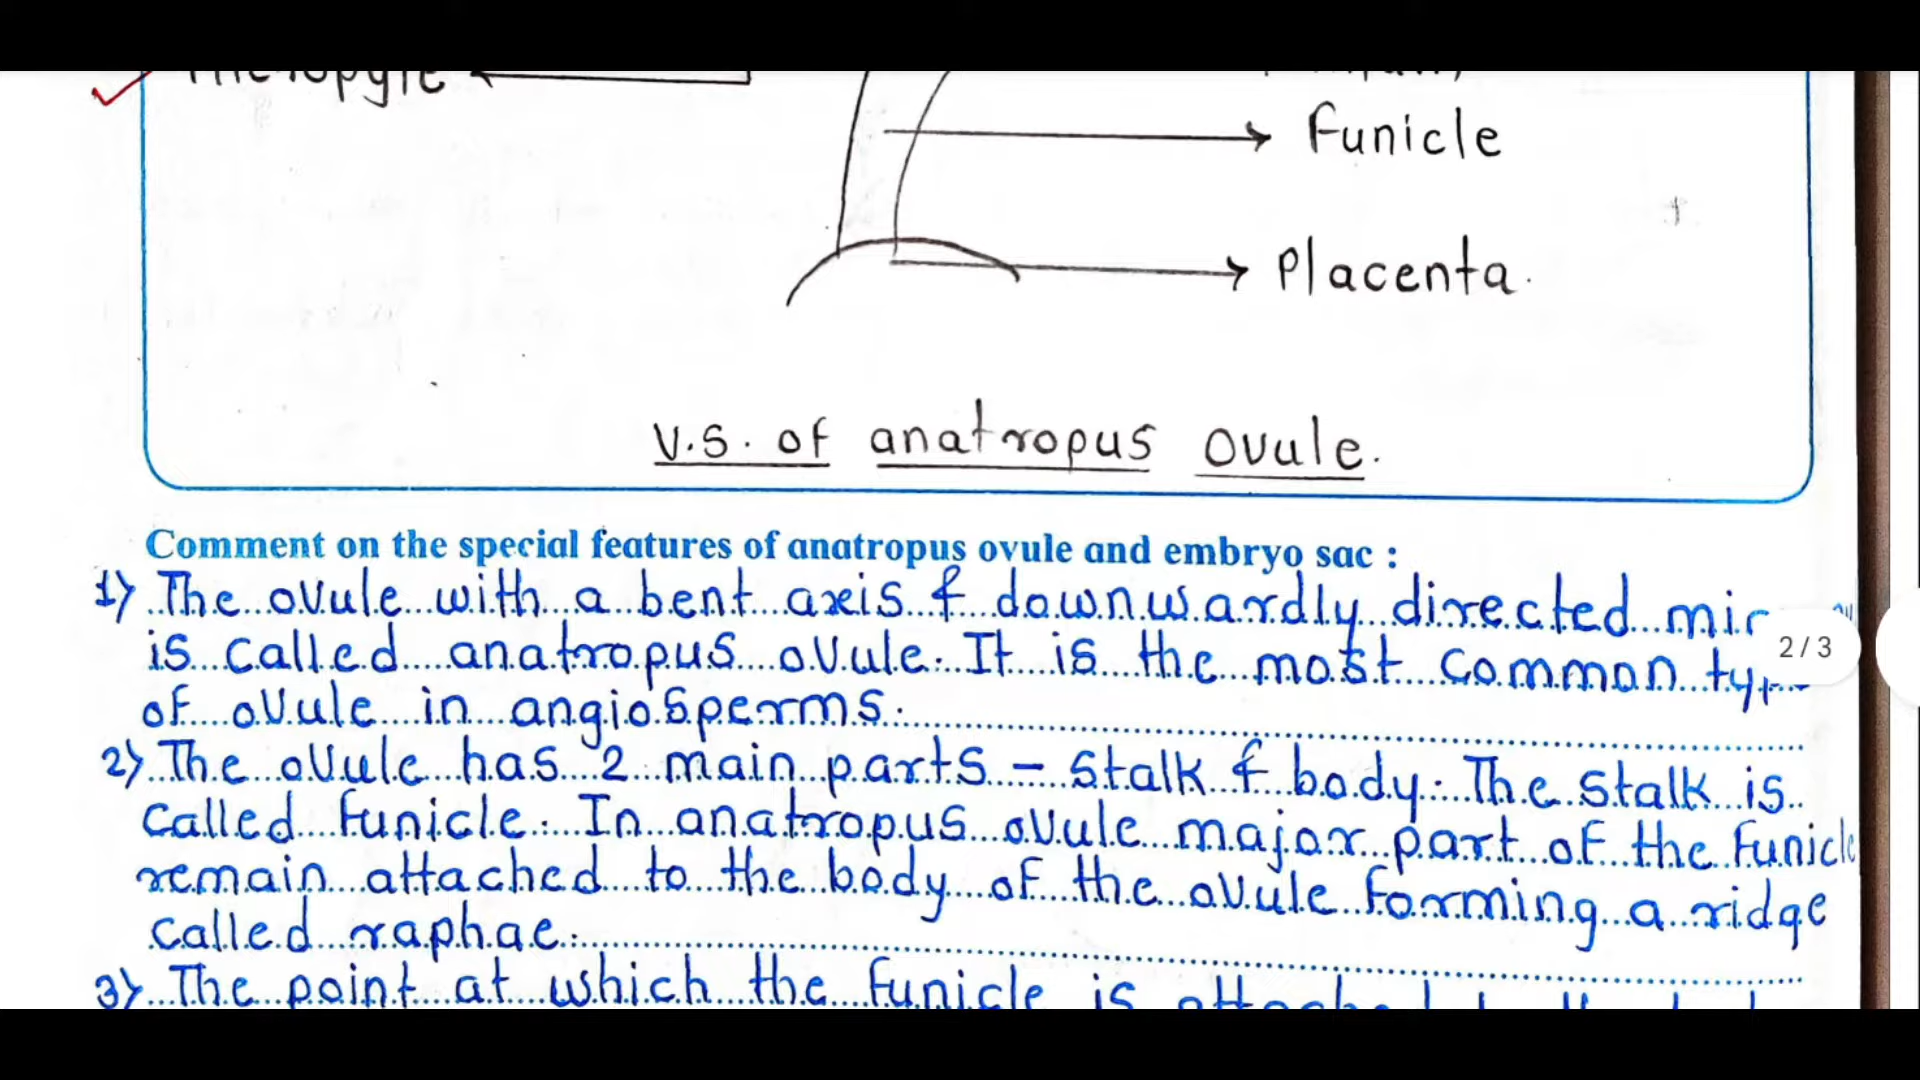 Funicle
Placenta.
V.S. of anatropus ovule.
Comment on the special features of anatropus ovule and embryo sac :
1) The ovule with a bent axis & downwardly directed
is called anatropus ovule. It is the most common
2/3
of ovule in angiosperms.
2) The ovule has 2 main parts - stalk & body. The stalk is
called funicle. In anatropus ovule major part of the funicle
remain attached to the body of the ovule forming a ridge
called raphae.
3) The point at which the funicle is